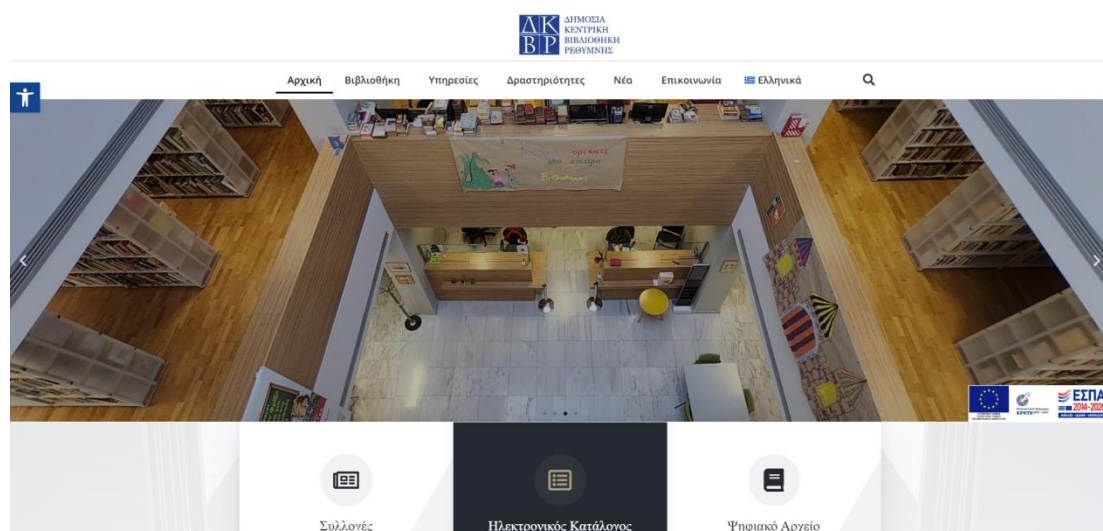 ΔΚ
ΒΡ
ΔΗΜΟΣΙΑ
ΚΕΝΤΡΙΚΗ
ΒΙΒΛΙΟΘΗΚΗ
ΡΕΘΥΜΝΗΣ
Αρχική Βιβλιοθήκη Υπηρεσίες Δραστηριότητες Νέα Επικοινωνία Ελληνικά
ΕΣΠΑ
2014-2020
Συλλογές Ηλεκτρονικός Κατάλογος Ψηφιακό Αρχείο